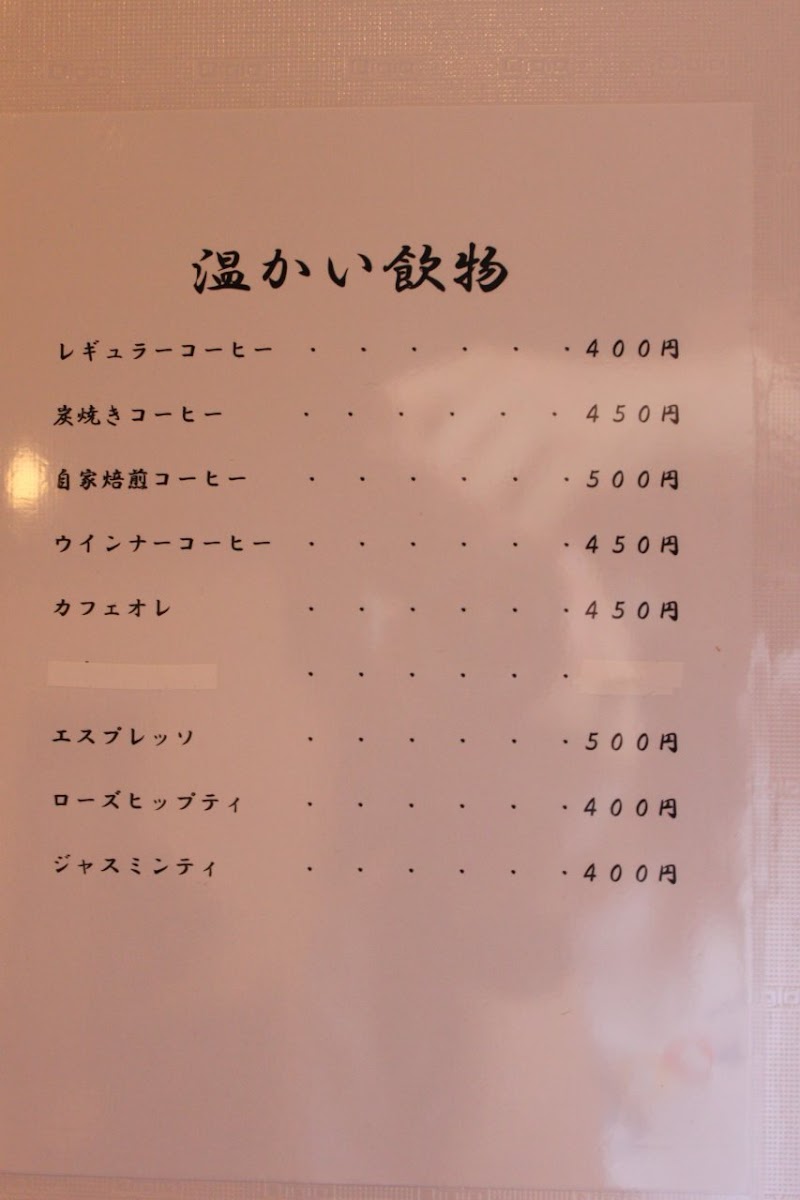 温かい飲物
レギュラーコーヒー ・ ・ ・ ・ ・ ・４００円
炭焼きコーヒー ・ ・ ・ ・ ・ ・ ４５０円
自家焙煎コーヒー ・ ・ ・ ・ ・ ・５００円
ウインナーコーヒー ・ ・ ・ ・ ・ ・４５０円
カフェオレ ・ ・ ・ ・ ・ ・４５０円
・ ・ ・ ・ ・ ・
エスプレッソ ・ ・ ・ ・ ・ ・５００円
ローズヒップティ ・ ・ ・ ・ ・ ・４００円
ジャスミンティ ・ ・ ・ ・ ・ ・４００円